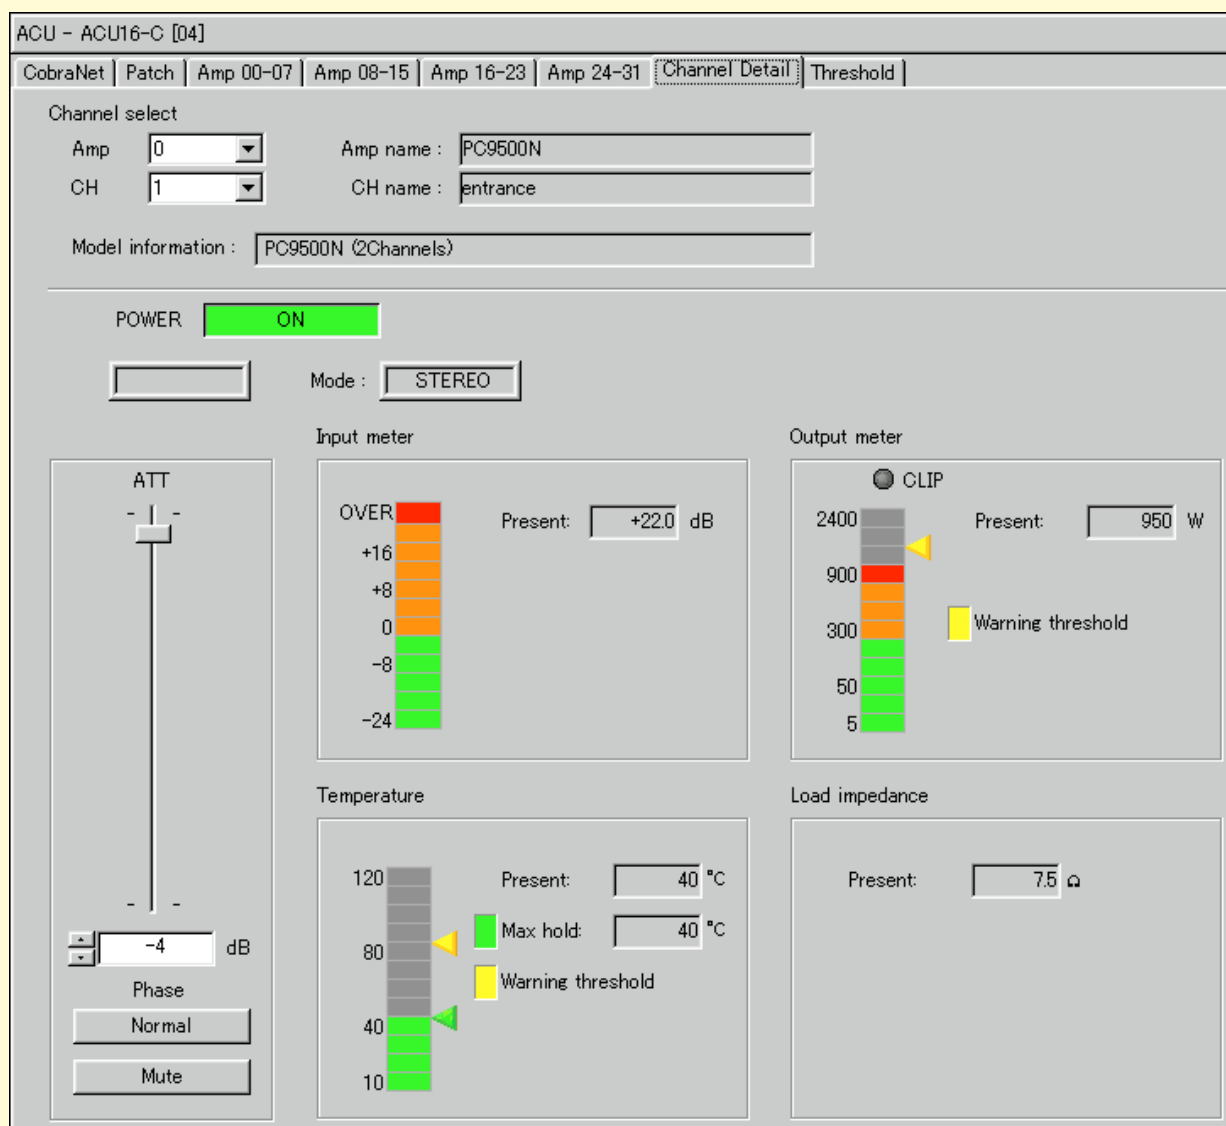 ACU - ACU16-C [04]
CobraNet Patch Amp 00-07 Amp 08-15 Amp 16-23 Amp 24-31 Channel Detail Threshold
Channel select
Amp 0 Amp name : PC9500N
CH 1 CH name : entrance
Model information : PC9500N (2Channels)
POWER ON
Mode : STEREO
Input meter
Output meter
ATT
OVER
+16
+8
0
-8
-24
Present: +22.0 dB
CLIP
2400
900
300
50
5
Present: 950 W
Warning threshold
-4 dB
Phase
Normal
Mute
Temperature
120
80
40
10
Present: 40 °C
Max hold: 40 °C
Warning threshold
Load impedance
Present: 7.5 Ω